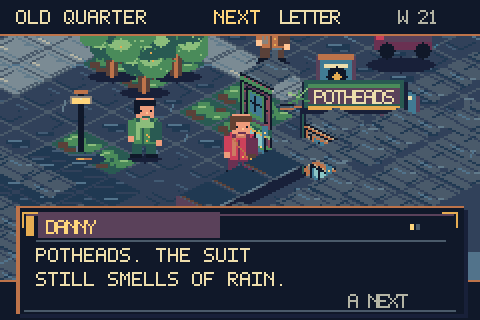 OLD QUARTER NEXT LETTER W 21
POTHEADS
DANNY
POTHEADS. THE SUIT
STILL SMELLS OF RAIN.
A NEXT